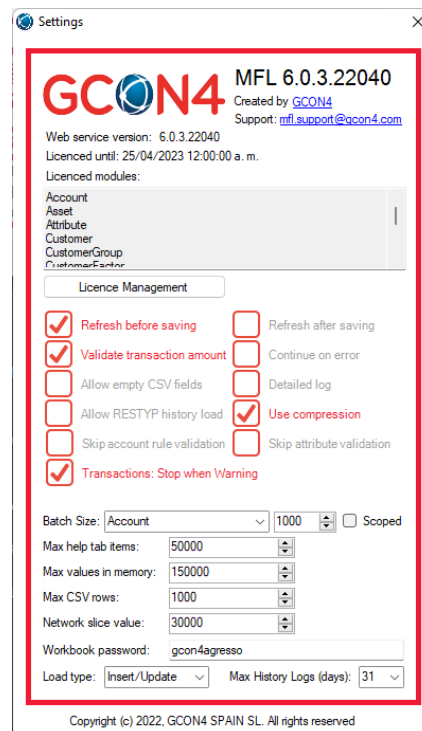 Settings
GCON4
MFL 6.0.3.22040
Created by GCON4
Support: mfl.support@gcon4.com
Web service version: 6.0.3.22040
Licenced until: 25/04/2023 12:00:00 a. m.
Licenced modules:
Account
Asset
Attribute
Customer
CustomerGroup
CustomerFactor
Licence Management
Refresh before saving Refresh after saving
Validate transaction amount Continue on error
Allow empty CSV fields Detailed log
Allow RESTYP history load Use compression
Skip account rule validation Skip attribute validation
Transactions: Stop when Warning
Batch Size: Account 1000 Scoped
Max help tab items: 50000
Max values in memory: 150000
Max CSV rows: 1000
Network slice value: 30000
Workbook password: gcon4agresso
Load type: Insert/Update Max History Logs (days): 31
Copyright (c) 2022, GCON4 SPAIN SL. All rights reserved